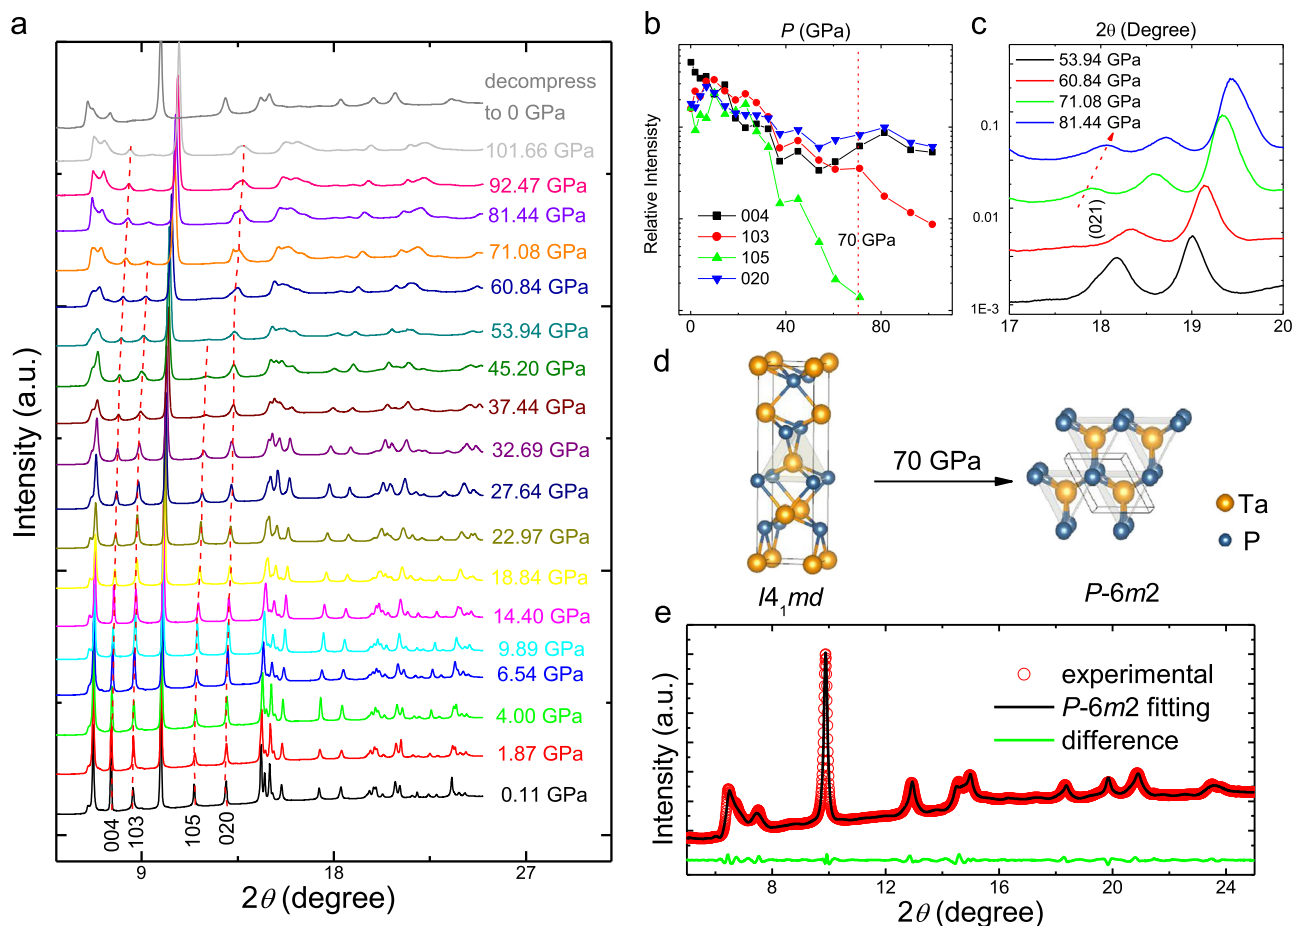 a
decompress
to 0 GPa
101.66 GPa
92.47 GPa
81.44 GPa
71.08 GPa
60.84 GPa
53.94 GPa
45.20 GPa
37.44 GPa
32.69 GPa
27.64 GPa
22.97 GPa
18.84 GPa
14.40 GPa
9.89 GPa
6.54 GPa
4.00 GPa
1.87 GPa
0.11 GPa
004
103
105
020
Intensity (a.u.)
9 18 27
2θ (degree)
b
P (GPa)
Relative Intensisty
004
103
105
020
70 GPa
0 40 80
c
2θ (Degree)
53.94 GPa
60.84 GPa
71.08 GPa
81.44 GPa
(021)
0.1
0.01
1E-3
17 18 19 20
d
70 GPa
Ta
P
I4₁md
P-6m2
e
experimental
P-6m2 fitting
difference
Intensity (a.u.)
8 12 16 20 24
2θ (degree)